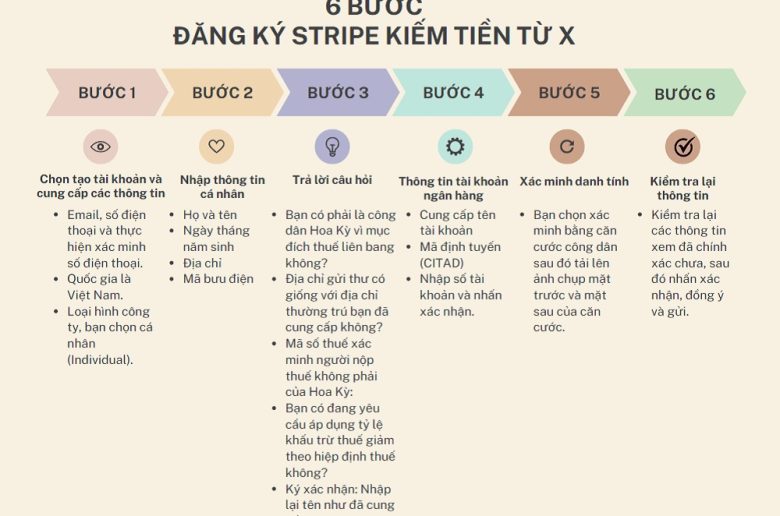 6 BƯỚC
ĐĂNG KÝ STRIPE KIẾM TIỀN TỪ X
BƯỚC 1
BƯỚC 2
BƯỚC 3
BƯỚC 4
BƯỚC 5
BƯỚC 6
Chọn tạo tài khoản và
cung cấp các thông tin
• Email, số điện
thoại và thực
hiện xác minh
số điện thoại.
• Quốc gia là
Việt Nam.
• Loại hình công
ty, bạn chọn cá
nhân
(Individual).
Nhập thông tin
cá nhân
• Họ và tên
• Ngày tháng
năm sinh
• Địa chỉ
• Mã bưu điện
Trả lời câu hỏi
• Bạn có phải là công
dân Hoa Kỳ vì mục
đích thuế liên bang
không?
• Địa chỉ gửi thư có
giống với địa chỉ
thường trú bạn đã
cung cấp không?
• Mã số thuế xác
minh người nộp
thuế không phải
của Hoa Kỳ:
• Bạn có đang yêu
cầu áp dụng tỷ lệ
khấu trừ thuế giảm
theo hiệp định thuế
không?
• Ký xác nhận: Nhập
lại tên như đã cung
Thông tin tài khoản
ngân hàng
• Cung cấp tên
tài khoản
• Mã định tuyến
(CITAD)
• Nhập số tài
khoản và nhấn
xác nhận.
Xác minh danh tính
• Bạn chọn xác
minh bằng căn
cước công dân
sau đó tải lên
ảnh chụp mặt
trước và mặt
sau của căn
cước.
Kiểm tra lại
thông tin
• Kiểm tra lại
các thông tin
xem đã chính
xác chưa, sau
đó nhấn xác
nhận, đồng ý
và gửi.